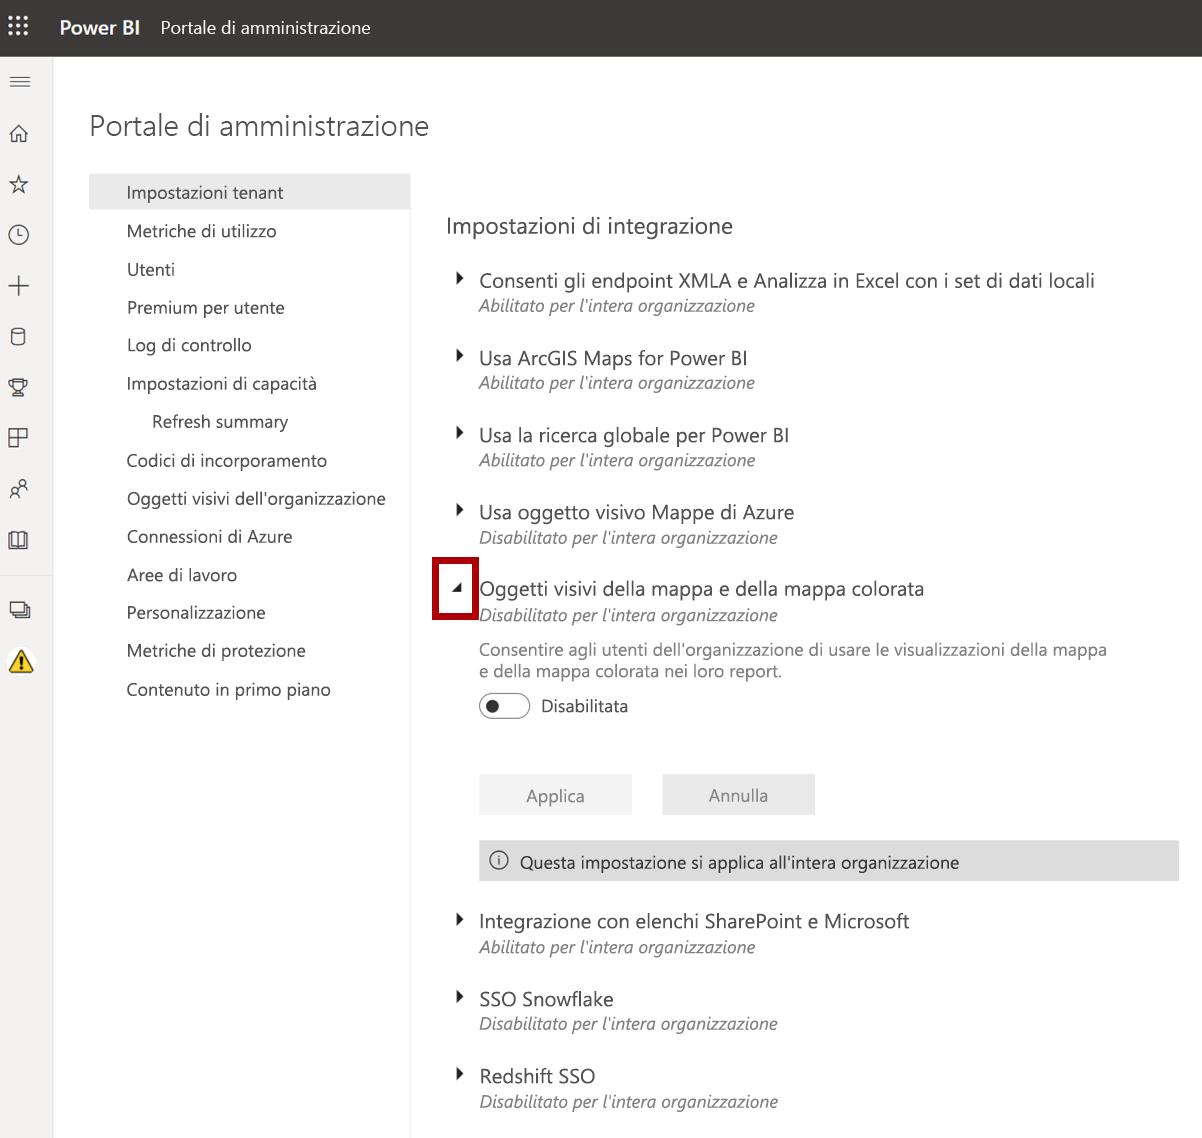 Power BI Portale di amministrazione
Portale di amministrazione
Impostazioni tenant
Metriche di utilizzo
Utenti
Premium per utente
Log di controllo
Impostazioni di capacità
Refresh summary
Codici di incorporamento
Oggetti visivi dell'organizzazione
Connessioni di Azure
Aree di lavoro
Personalizzazione
Metriche di protezione
Contenuto in primo piano
Impostazioni di integrazione
Consenti gli endpoint XMLA e Analizza in Excel con i set di dati locali
Abilitato per l'intera organizzazione
Usa ArcGIS Maps for Power BI
Abilitato per l'intera organizzazione
Usa la ricerca globale per Power BI
Abilitato per l'intera organizzazione
Usa oggetto visivo Mappe di Azure
Disabilitato per l'intera organizzazione
Oggetti visivi della mappa e della mappa colorata
Disabilitato per l'intera organizzazione
Consentire agli utenti dell'organizzazione di usare le visualizzazioni della mappa
e della mappa colorata nei loro report.
Disabilitata
Applica Annulla
Questa impostazione si applica all'intera organizzazione
Integrazione con elenchi SharePoint e Microsoft
Abilitato per l'intera organizzazione
SSO Snowflake
Disabilitato per l'intera organizzazione
Redshift SSO
Disabilitato per l'intera organizzazione